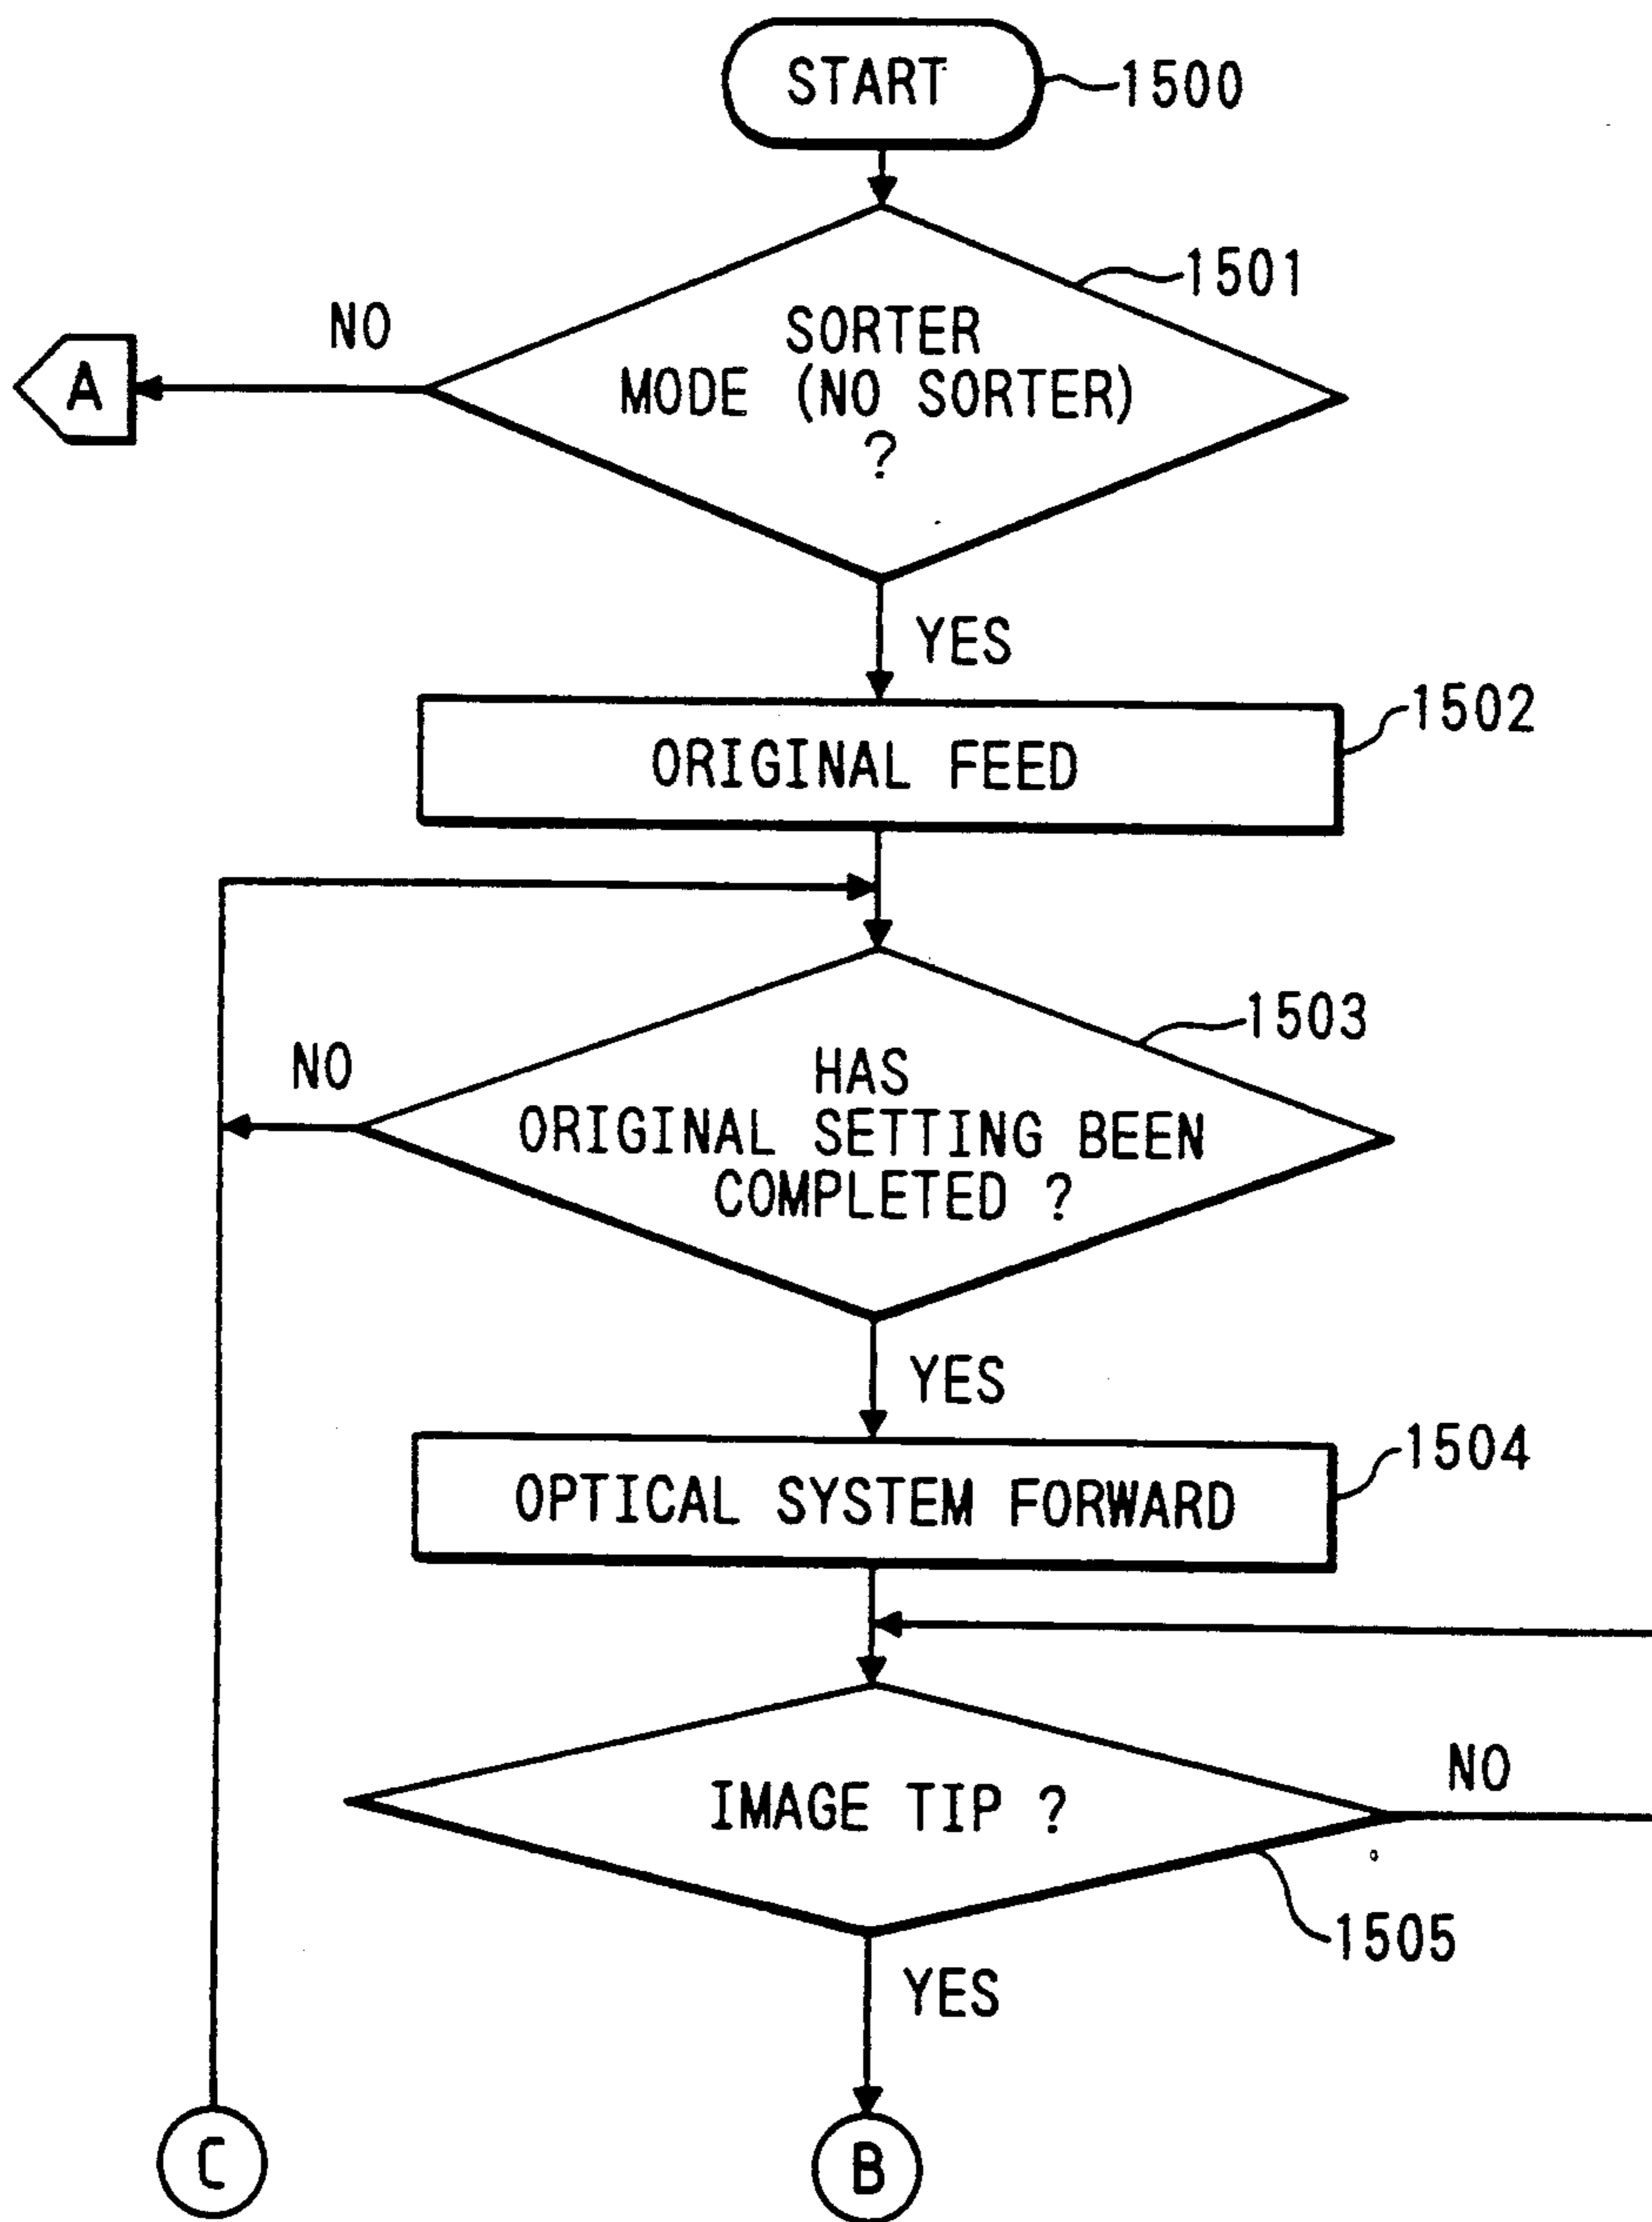 START
1500
1501
NO
SORTER
MODE (NO SORTER)
?
A
YES
1502
ORIGINAL FEED
1503
NO
HAS
ORIGINAL SETTING BEEN
COMPLETED ?
YES
1504
OPTICAL SYSTEM FORWARD
NO
IMAGE TIP ?
1505
YES
C
B